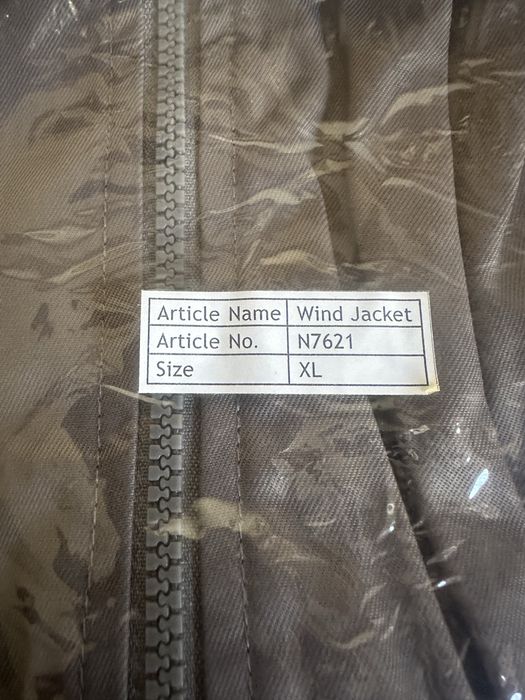 Article Name Wind Jacket
Article No. N7621
Size XL